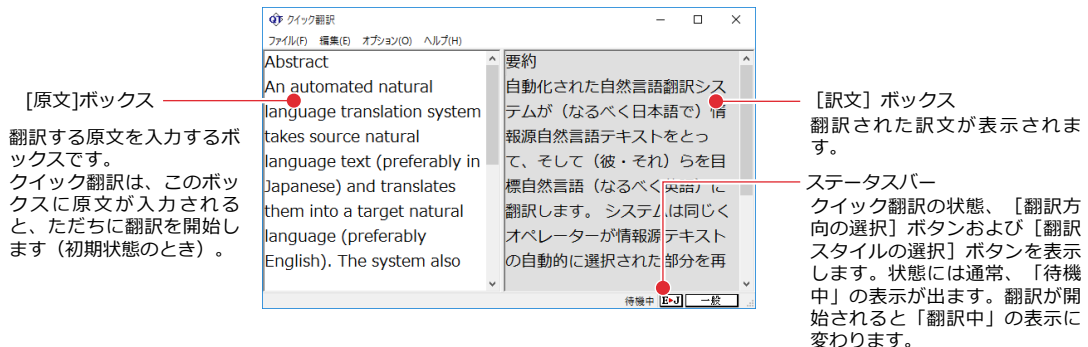 クイック翻訳
ファイル(F) 編集(E) オプション(O) ヘルプ(H)
Abstract
An automated natural
language translation system
takes source natural
language text (preferably in
Japanese) and translates
them into a target natural
language (preferably
English). The system also
要約
自動化された自然言語翻訳シス
テムが（なるべく日本語で）情
報源自然言語テキストをとっ
て、そして（彼・それ）らを目
標自然言語（なるべく英語）に
翻訳します。 システムは同じく
オペレーターが情報源テキスト
の自動的に選択された部分を再
待機中 E▸J 一般
[原文]ボックス
翻訳する原文を入力するボ
ックスです。
クイック翻訳は、このボッ
クスに原文が入力される
と、ただちに翻訳を開始し
ます（初期状態のとき）。
［訳文］ボックス
翻訳された訳文が表示されま
す。
ステータスバー
クイック翻訳の状態、［翻訳方
向の選択］ボタンおよび［翻訳
スタイルの選択］ボタンを表示
します。状態には通常、「待機
中」の表示が出ます。翻訳が開
始されると「翻訳中」の表示に
変わります。